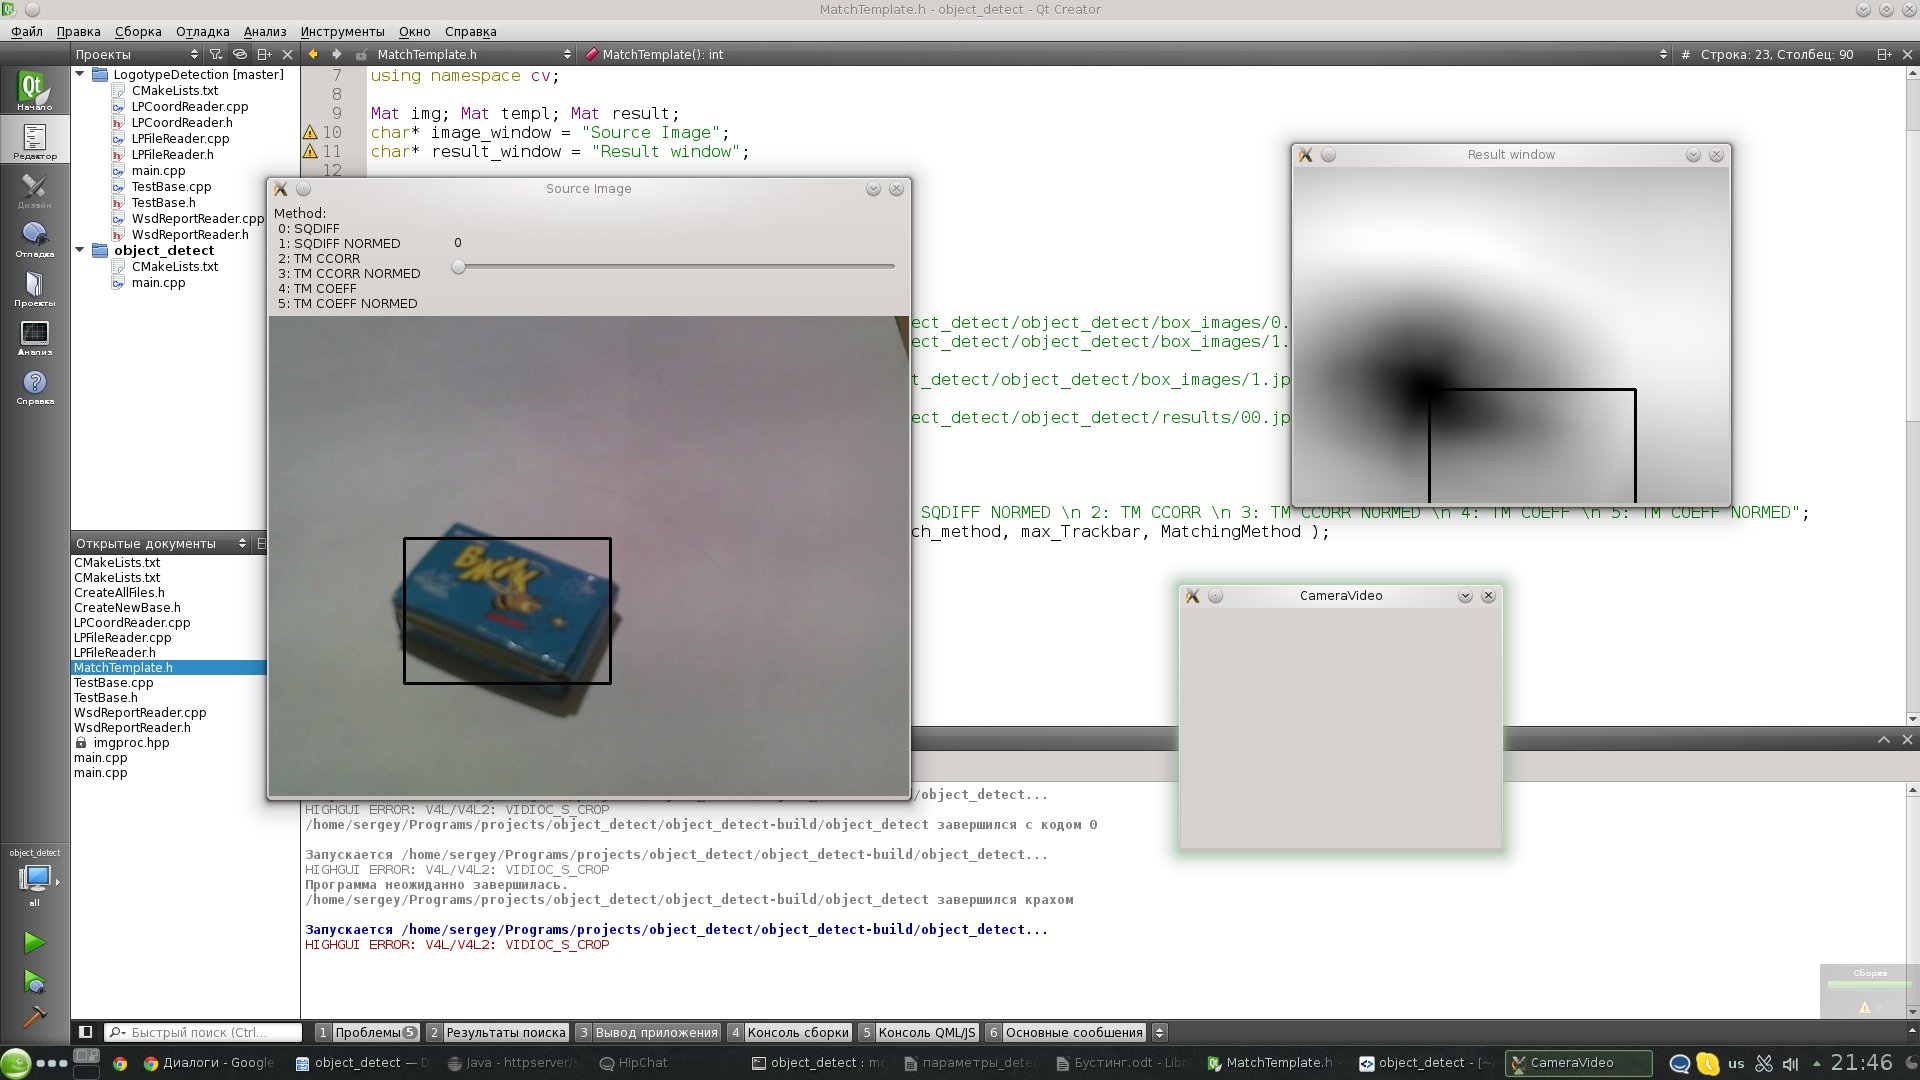 MatchTemplate.h - object_detect - Qt Creator
Файл Правка Сборка Отладка Анализ Инструменты Окно Справка
Проекты
MatchTemplate.h
MatchTemplate(): int
# Строка: 23, Столбец: 90
Начало
Редактор
Дизайн
Отладка
Проекты
Анализ
Справка
LogotypeDetection [master]
CMakeLists.txt
LPCoordReader.cpp
LPCoordReader.h
LPFileReader.cpp
LPFileReader.h
main.cpp
TestBase.cpp
TestBase.h
WsdReportReader.cpp
WsdReportReader.h
object_detect
CMakeLists.txt
main.cpp
7 using namespace cv;
8
9 Mat img; Mat templ; Mat result;
10 char* image_window = "Source Image";
11 char* result_window = "Result window";
12
ect_detect/object_detect/box_images/0.
ect_detect/object_detect/box_images/1.
t_detect/object_detect/box_images/1.jp
ect_detect/object_detect/results/00.jp
SQDIFF NORMED \n 2: TM CCORR \n 3: TM CCORR NORMED \n 4: TM COEFF \n 5: TM COEFF NORMED";
ch_method, max_Trackbar, MatchingMethod );
Source Image
Method:
0: SQDIFF
1: SQDIFF NORMED
2: TM CCORR
3: TM CCORR NORMED
4: TM COEFF
5: TM COEFF NORMED
0
Вжик
Result window
CameraVideo
Открытые документы
CMakeLists.txt
CMakeLists.txt
CreateAllFiles.h
CreateNewBase.h
LPCoordReader.cpp
LPFileReader.cpp
LPFileReader.h
MatchTemplate.h
TestBase.cpp
TestBase.h
WsdReportReader.cpp
WsdReportReader.h
imgproc.hpp
main.cpp
main.cpp
/object_detect...
HIGHGUI ERROR: V4L/V4L2: VIDIOC_S_CROP
/home/sergey/Programs/projects/object_detect/object_detect-build/object_detect завершился с кодом 0
Запускается /home/sergey/Programs/projects/object_detect/object_detect-build/object_detect...
HIGHGUI ERROR: V4L/V4L2: VIDIOC_S_CROP
Программа неожиданно завершилась.
/home/sergey/Programs/projects/object_detect/object_detect-build/object_detect завершился крахом
Запускается /home/sergey/Programs/projects/object_detect/object_detect-build/object_detect...
HIGHGUI ERROR: V4L/V4L2: VIDIOC_S_CROP
object_detect
all
Сборка
Быстрый поиск (Ctrl...
1 Проблемы 5
2 Результаты поиска
3 Вывод приложения
4 Консоль сборки
5 Консоль QML/JS
6 Основные сообщения
Диалоги - Google
object_detect —
Java - httpserver/s
HipChat
object_detect : mc
параметры_dete
Бустинг.odt - Libr
MatchTemplate.h
object_detect - [~
CameraVideo
us
21:46